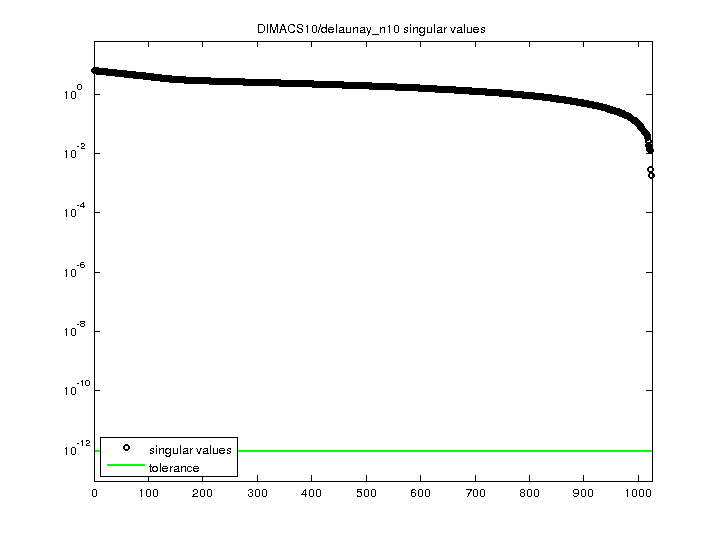 DIMACS10/delaunay_n10 singular values
10^0
10^-2
10^-4
10^-6
10^-8
10^-10
10^-12
singular values
tolerance
0 100 200 300 400 500 600 700 800 900 1000